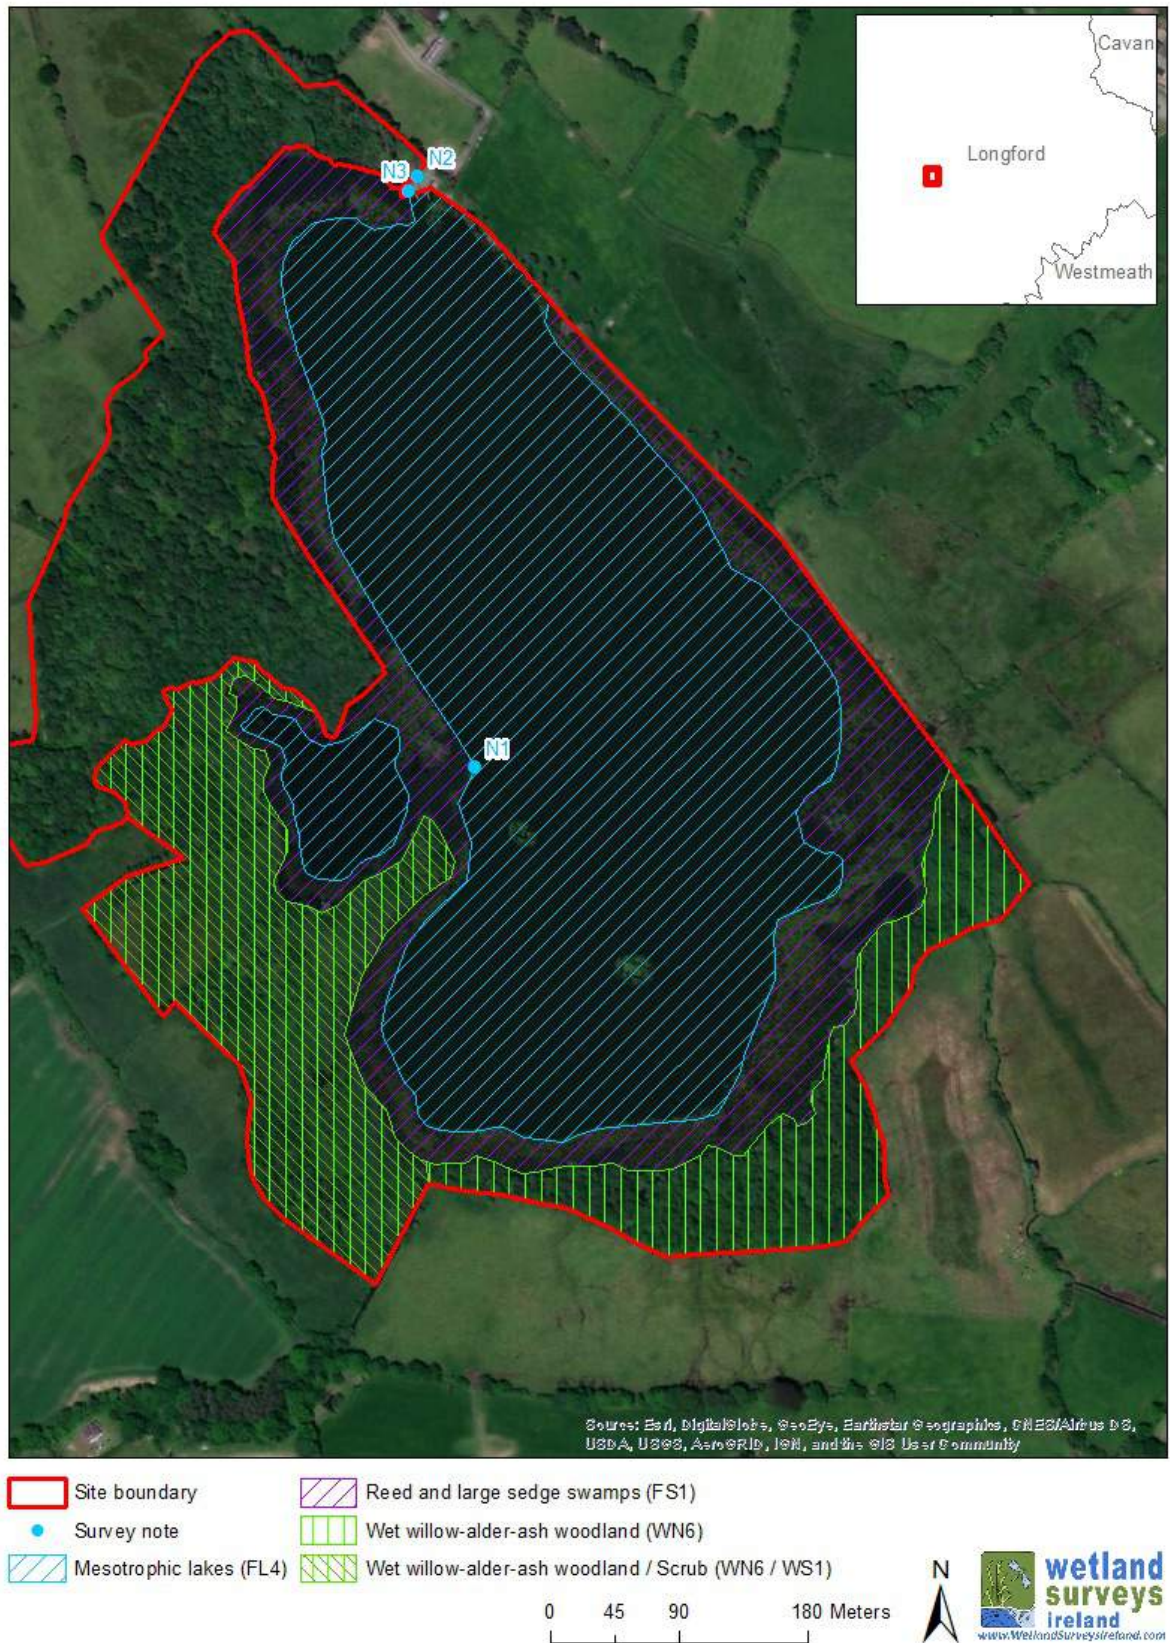 Cavan
Longford
Westmeath
N2
N3
N1
Source: Esri, DigitalGlobe, GeoEye, Earthstar Geographics, CNES/Airbus DS,
USDA, USGS, AeroGRID, IGN, and the GIS User Community
Site boundary
Survey note
Mesotrophic lakes (FL4)
Reed and large sedge swamps (FS1)
Wet willow-alder-ash woodland (WN6)
Wet willow-alder-ash woodland / Scrub (WN6 / WS1)
0 45 90 180 Meters
N
wetland
surveys
ireland
www.WetlandSurveysIreland.com